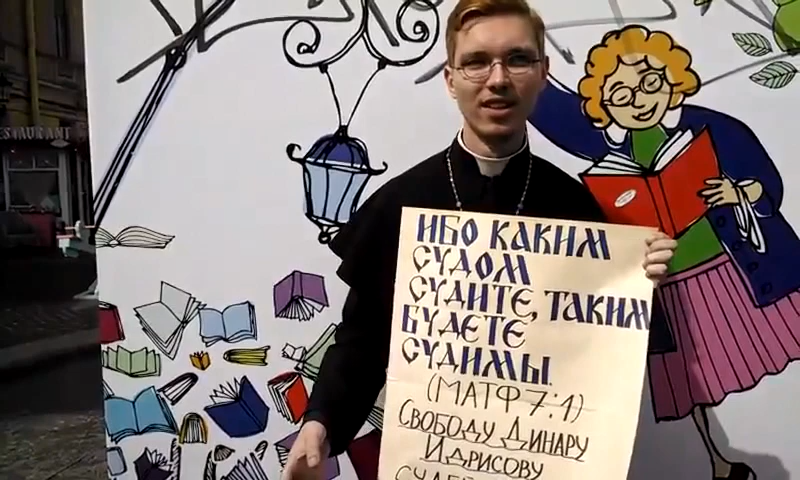 ESTAURANT
ИБО КАКИМ
СУДОМ
СУДИТЕ, ТАКИМ
БУДЕТЕ
СУДИМЫ.
(МАТФ 7:1)
СВОБОДУ ДИНАРУ
ИДРИСОВУ